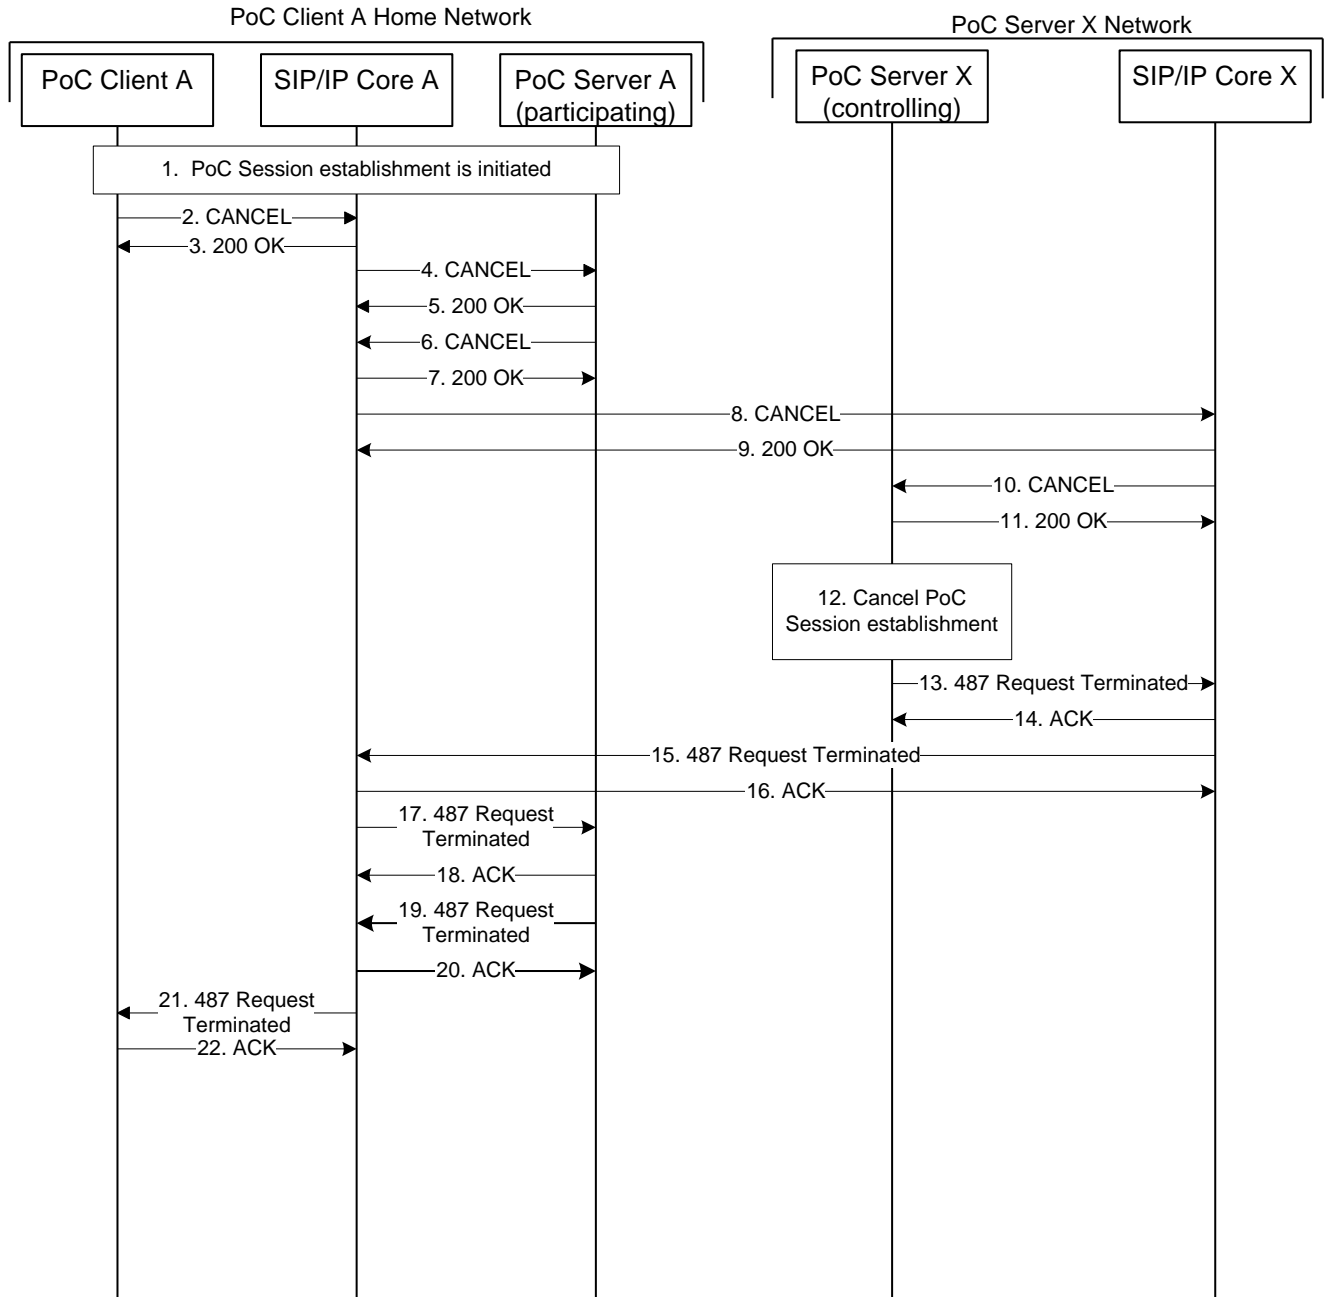 PoC Client A Home Network
PoC Server X Network
PoC Client A
SIP/IP Core A
PoC Server A
(participating)
PoC Server X
(controlling)
SIP/IP Core X
1. PoC Session establishment is initiated
2. CANCEL
3. 200 OK
4. CANCEL
5. 200 OK
6. CANCEL
7. 200 OK
8. CANCEL
9. 200 OK
10. CANCEL
11. 200 OK
12. Cancel PoC
Session establishment
13. 487 Request Terminated
14. ACK
15. 487 Request Terminated
16. ACK
17. 487 Request
Terminated
18. ACK
19. 487 Request
Terminated
20. ACK
21. 487 Request
Terminated
22. ACK